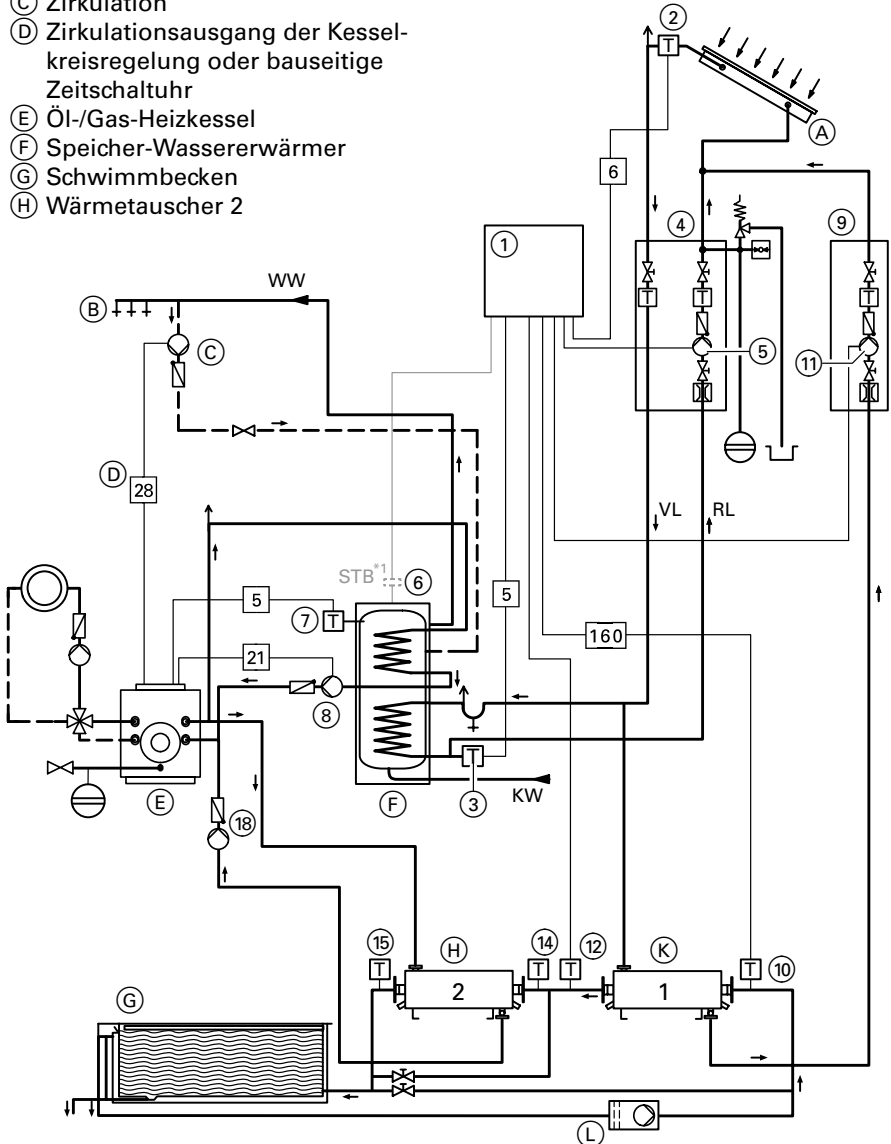 Ⓒ Zirkulation
Ⓓ Zirkulationsausgang der Kessel-
kreisregelung oder bauseitige
Zeitschaltuhr
Ⓔ Öl-/Gas-Heizkessel
Ⓕ Speicher-Wassererwärmer
Ⓖ Schwimmbecken
Ⓗ Wärmetauscher 2
②
T
Ⓐ
6
④
⑨
①
WW
Ⓑ
T
T
T
Ⓒ
⑤
⑪
Ⓓ
28
VL
RL
STB*1
⑥
5
5
⑦
T
160
21
⑧
T
Ⓔ
Ⓕ
③
KW
⑱
⑮
Ⓗ
⑭
⑫
Ⓚ
T
T
T
T
⑩
2
1
Ⓖ
Ⓛ